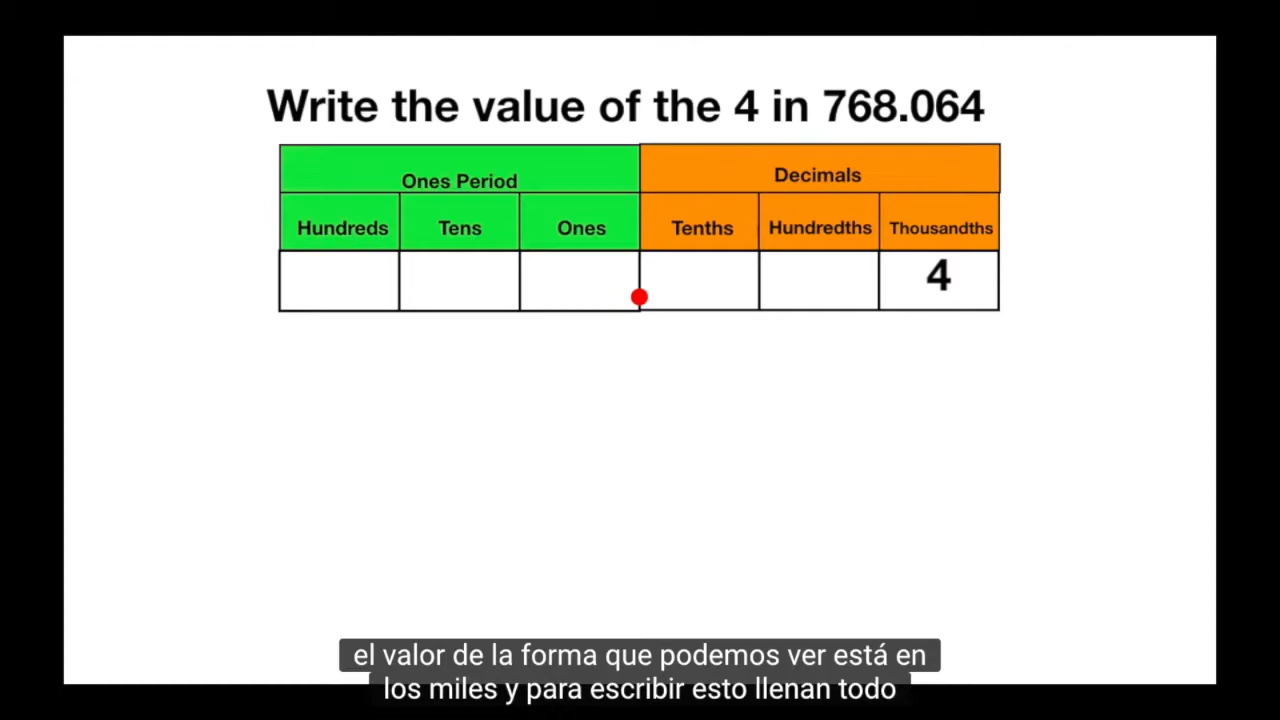 Write the value of the 4 in 768.064
Ones Period Decimals
Hundreds Tens Ones Tenths Hundredths Thousandths
4
el valor de la forma que podemos ver está en
los miles y para escribir esto llenan todo